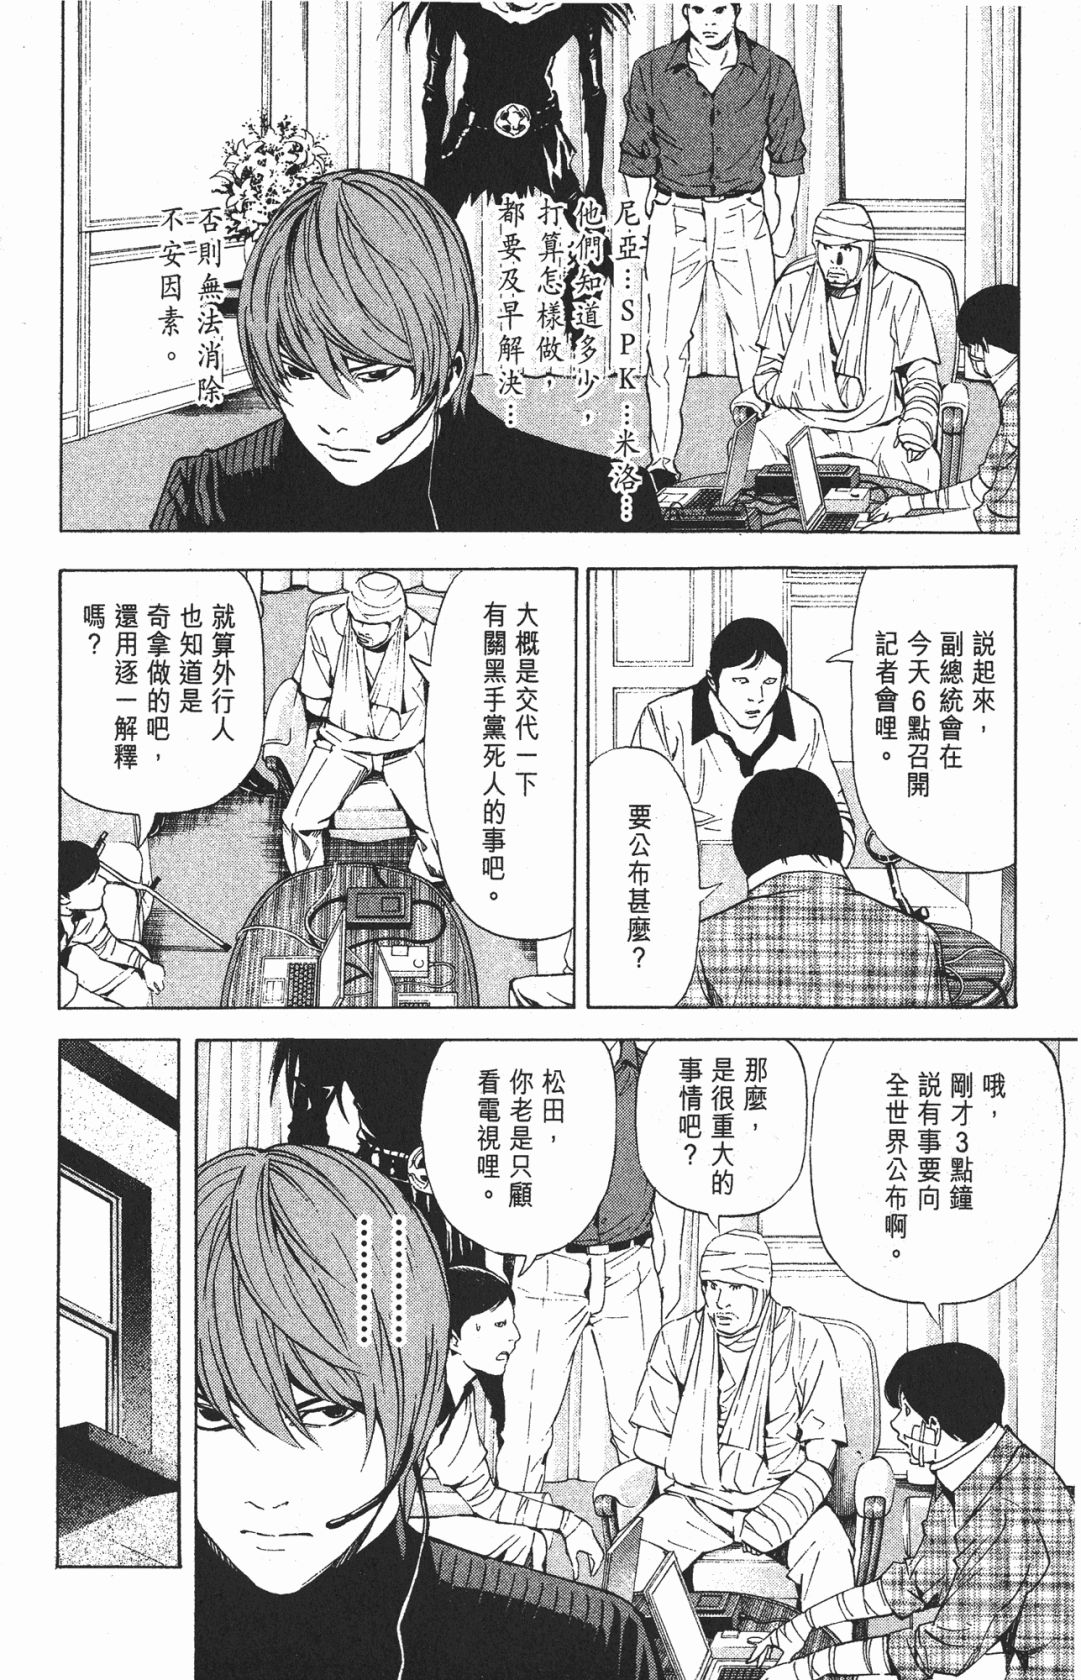 尼亞…SPK…米洛…
他們知道多少，
打算怎樣做，
都要及早解決…
否則無法消除
不安因素。
說起來，
副總統會在
今天6點召開
記者會哩。
要公布甚麼？
大概是交代一下
有關黑手黨死人的事吧。
就算外行人
也知道是
奇拿做的吧，
還用逐一解釋
嗎？
哦，
剛才3點鐘
說有事要向
全世界公布啊。
那麼，
是很重大的
事情吧？
松田，
你老是只顧
看電視哩。
…………
…………